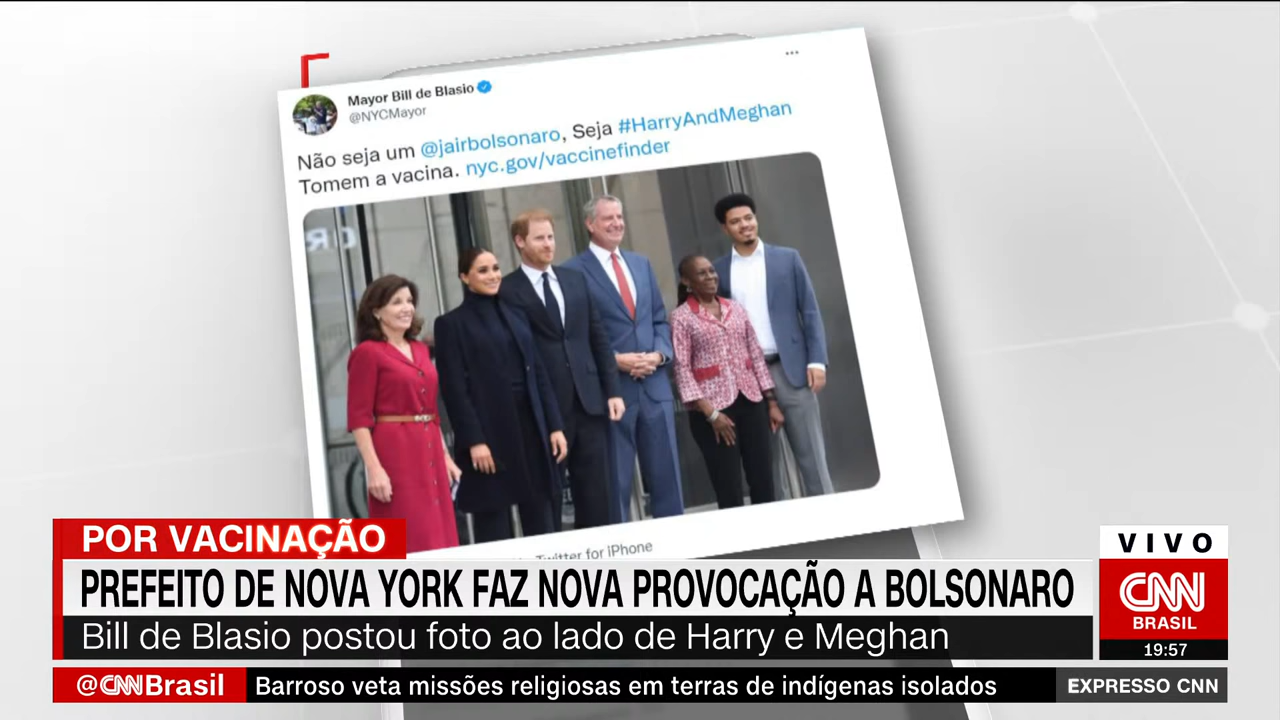 Mayor Bill de Blasio
@NYCMayor
Não seja um @jairbolsonaro, Seja #HarryAndMeghan
Tomem a vacina. nyc.gov/vaccinefinder
Twitter for iPhone
POR VACINAÇÃO
PREFEITO DE NOVA YORK FAZ NOVA PROVOCAÇÃO A BOLSONARO
Bill de Blasio postou foto ao lado de Harry e Meghan
VIVO
CNN
BRASIL
19:57
@CNNBrasil
Barroso veta missões religiosas em terras de indígenas isolados
EXPRESSO CNN